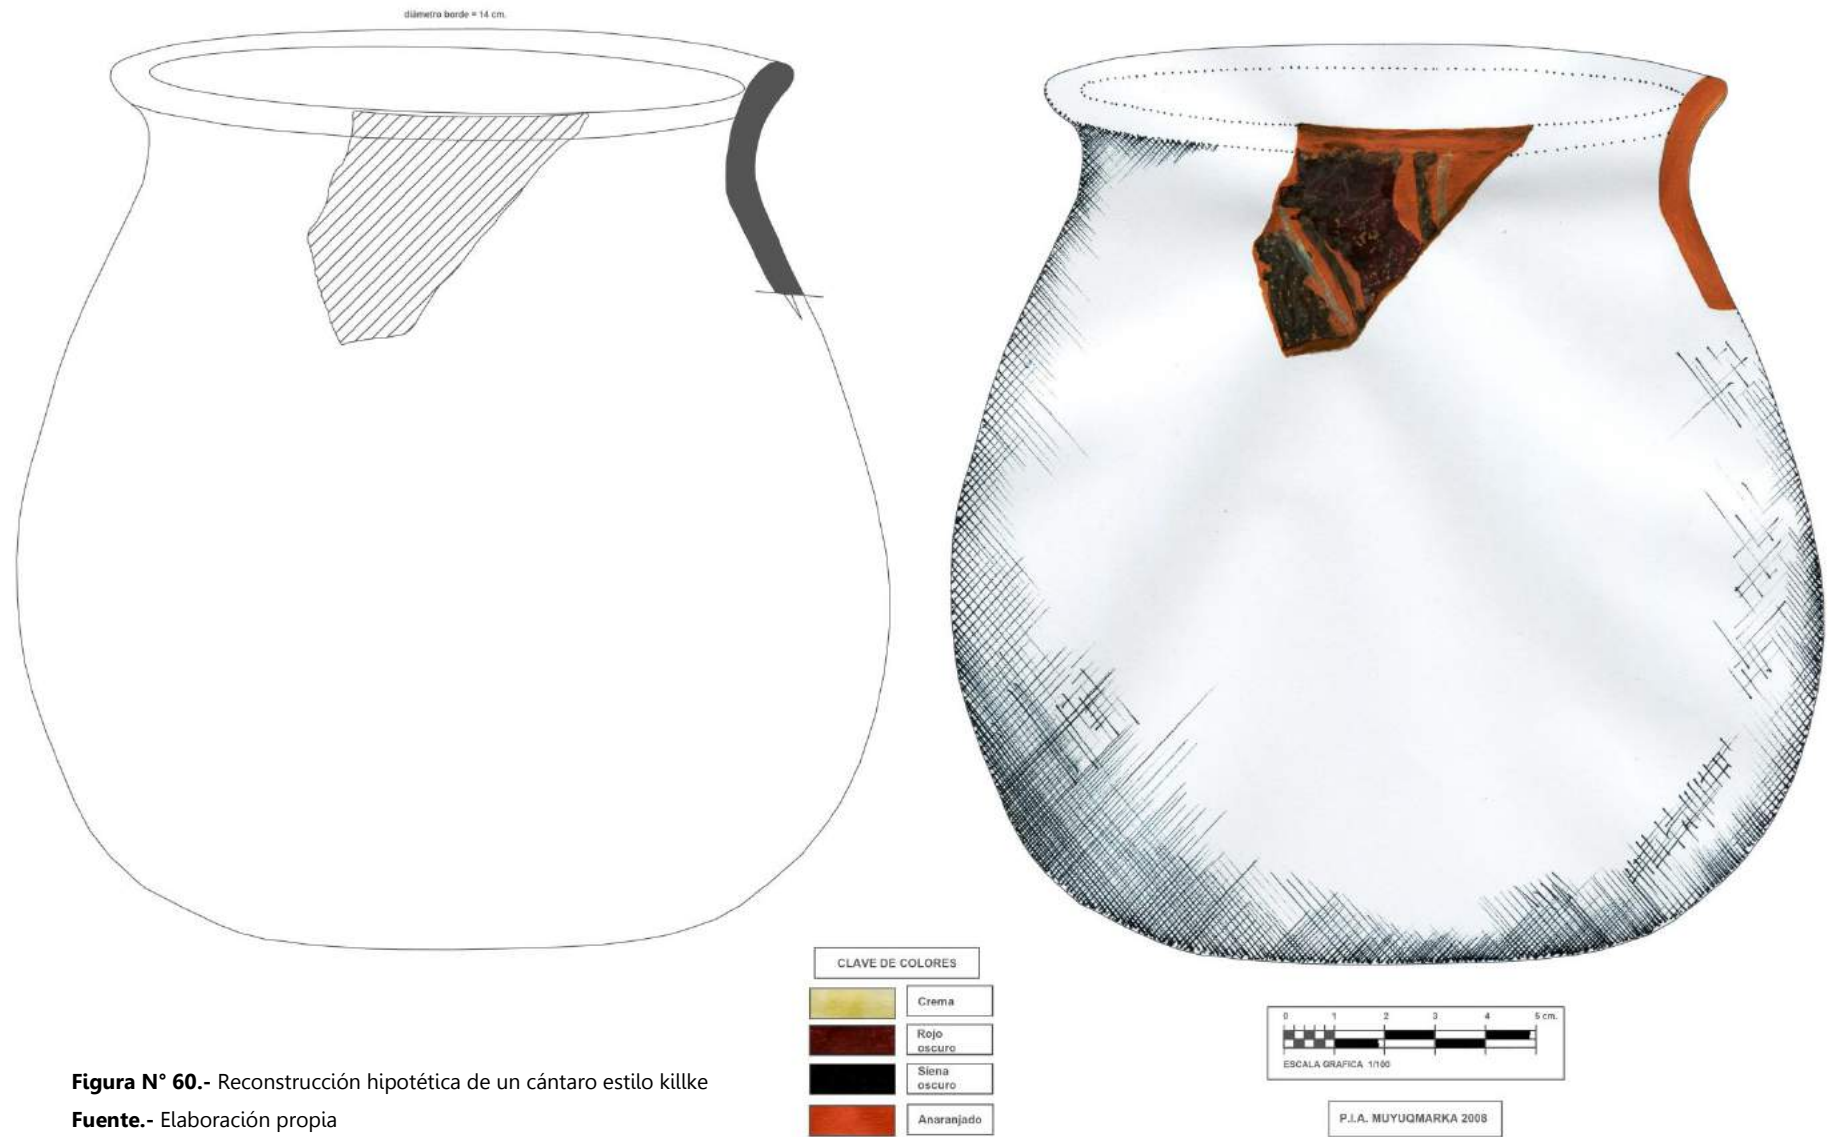 diámetro borde = 14 cm.
CLAVE DE COLORES
Crema
Rojo
oscuro
Siena
oscuro
Anaranjado
0 1 2 3 4 5 cm.
ESCALA GRAFICA 1/100
P.I.A. MUYUQMARKA 2008
Figura N° 60.- Reconstrucción hipotética de un cántaro estilo killke
Fuente.- Elaboración propia